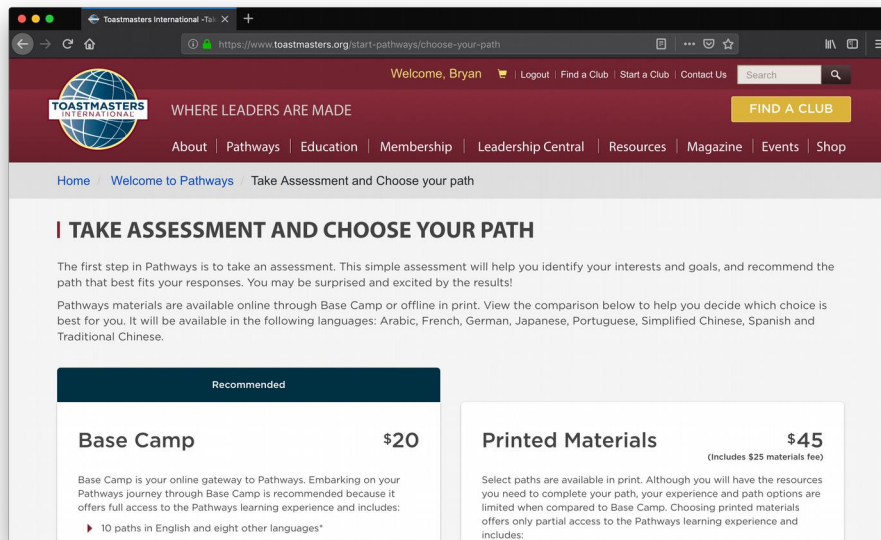 Toastmasters International -Tak
https://www.toastmasters.org/start-pathways/choose-your-path
Welcome, Bryan | Logout | Find a Club | Start a Club | Contact Us Search
TOASTMASTERS
INTERNATIONAL
WHERE LEADERS ARE MADE
FIND A CLUB
About | Pathways | Education | Membership | Leadership Central | Resources | Magazine | Events | Shop
Home / Welcome to Pathways / Take Assessment and Choose your path
TAKE ASSESSMENT AND CHOOSE YOUR PATH
The first step in Pathways is to take an assessment. This simple assessment will help you identify your interests and goals, and recommend the
path that best fits your responses. You may be surprised and excited by the results!
Pathways materials are available online through Base Camp or offline in print. View the comparison below to help you decide which choice is
best for you. It will be available in the following languages: Arabic, French, German, Japanese, Portuguese, Simplified Chinese, Spanish and
Traditional Chinese.
Recommended
Base Camp $20
Base Camp is your online gateway to Pathways. Embarking on your
Pathways journey through Base Camp is recommended because it
offers full access to the Pathways learning experience and includes:
10 paths in English and eight other languages*
Printed Materials $45
(Includes $25 materials fee)
Select paths are available in print. Although you will have the resources
you need to complete your path, your experience and path options are
limited when compared to Base Camp. Choosing printed materials
offers only partial access to the Pathways learning experience and
includes: